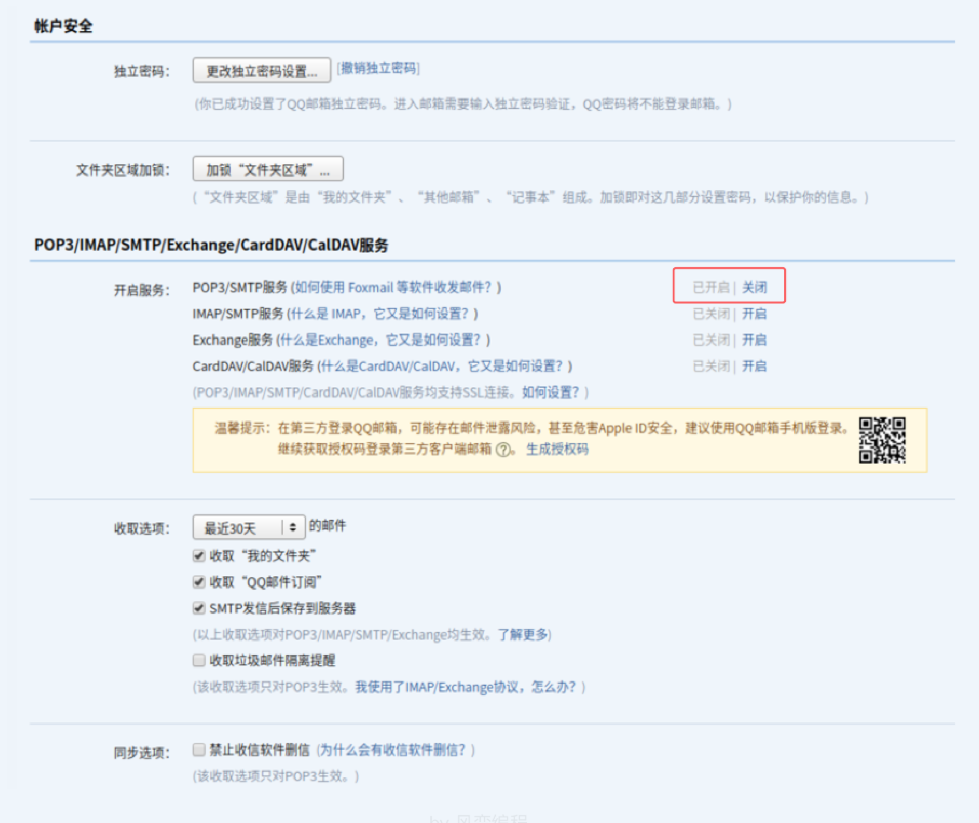 帐户安全
独立密码： 更改独立密码设置... [撤销独立密码]
(你已成功设置了QQ邮箱独立密码。进入邮箱需要输入独立密码验证，QQ密码将不能登录邮箱。)
文件夹区域加锁： 加锁“文件夹区域”...
(“文件夹区域”是由“我的文件夹”、“其他邮箱”、“记事本”组成。加锁即对这几部分设置密码，以保护你的信息。)
POP3/IMAP/SMTP/Exchange/CardDAV/CalDAV服务
开启服务： POP3/SMTP服务 (如何使用 Foxmail 等软件收发邮件？) 已开启 | 关闭
IMAP/SMTP服务 (什么是 IMAP，它又是如何设置？) 已关闭 | 开启
Exchange服务 (什么是Exchange，它又是如何设置？) 已关闭 | 开启
CardDAV/CalDAV服务 (什么是CardDAV/CalDAV，它又是如何设置？) 已关闭 | 开启
(POP3/IMAP/SMTP/CardDAV/CalDAV服务均支持SSL连接。如何设置？)
温馨提示：在第三方登录QQ邮箱，可能存在邮件泄露风险，甚至危害Apple ID安全，建议使用QQ邮箱手机版登录。
继续获取授权码登录第三方客户端邮箱 ?。 生成授权码
收取选项： 最近30天 的邮件
收取“我的文件夹”
收取“QQ邮件订阅”
SMTP发信后保存到服务器
(以上收取选项对POP3/IMAP/SMTP/Exchange均生效。了解更多)
收取垃圾邮件隔离提醒
(该收取选项只对POP3生效。我使用了IMAP/Exchange协议，怎么办？)
同步选项： 禁止收信软件删信 (为什么会有收信软件删信？)
(该收取选项只对POP3生效。)
by 风变编程